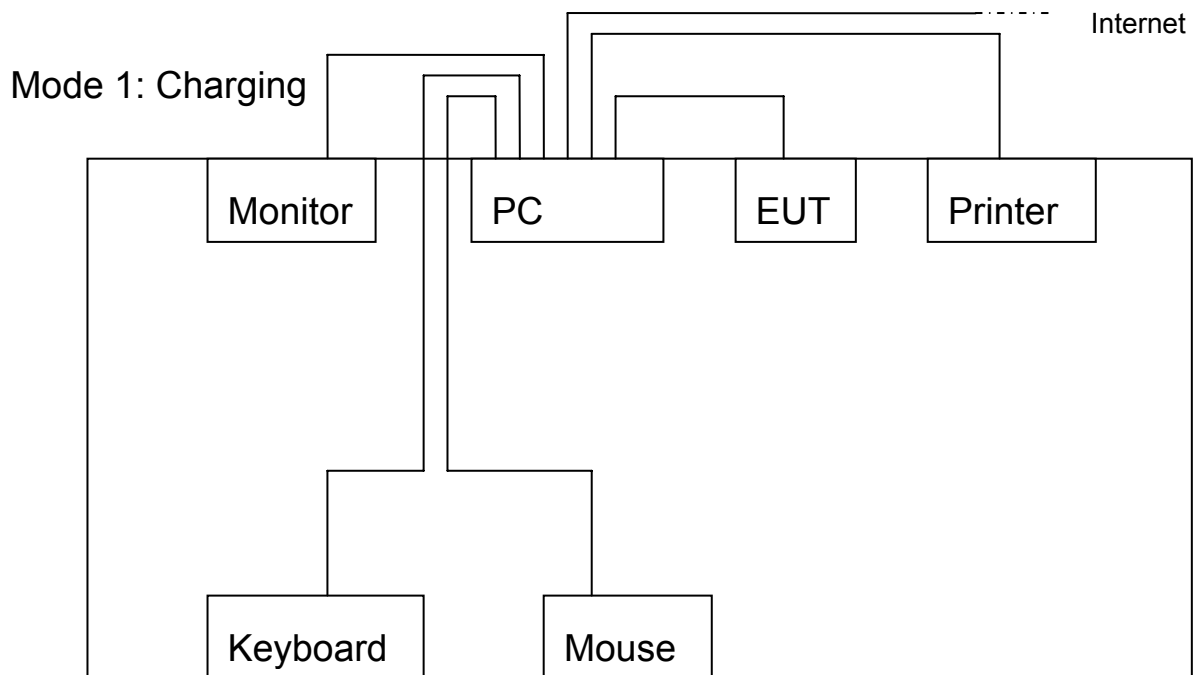 Internet
Mode 1: Charging
Monitor
PC
EUT
Printer
Keyboard
Mouse